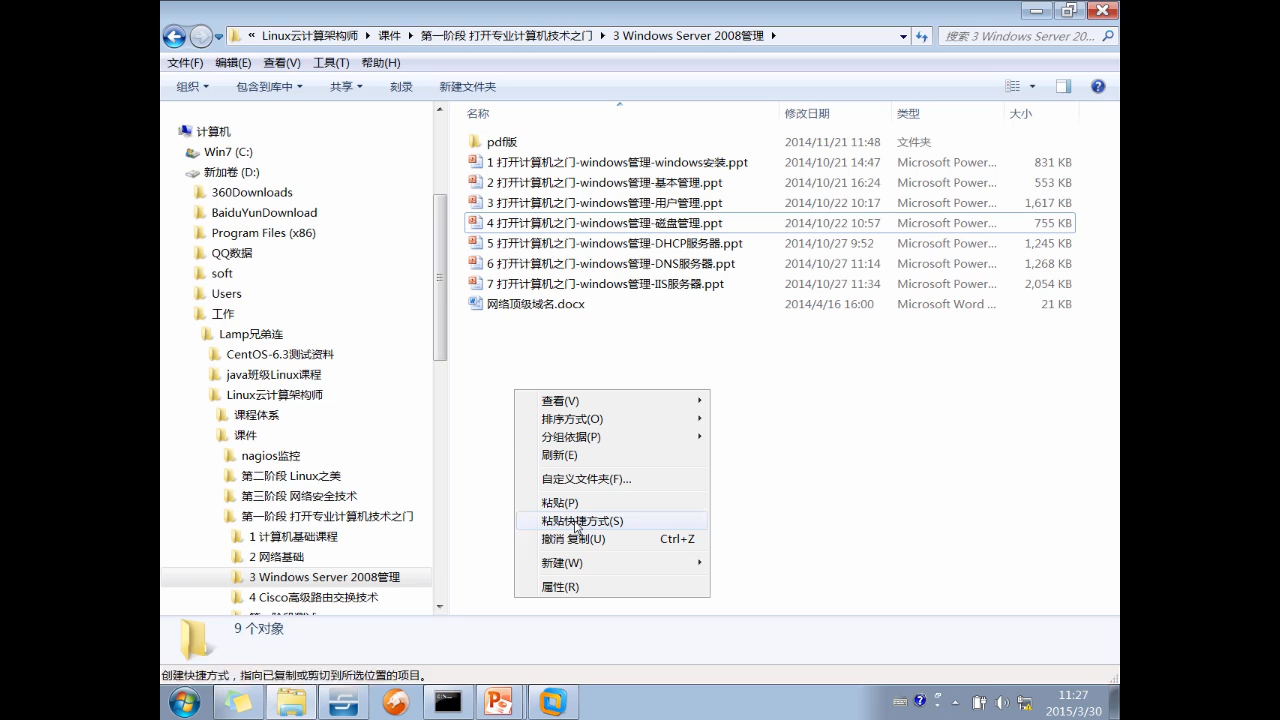 « Linux云计算架构师 ▸ 课件 ▸ 第一阶段 打开专业计算机技术之门 ▸ 3 Windows Server 2008管理 ▸
搜索 3 Windows Server 20...
文件(F) 编辑(E) 查看(V) 工具(T) 帮助(H)
组织 包含到库中 共享 刻录 新建文件夹
计算机
Win7 (C:)
新加卷 (D:)
360Downloads
BaiduYunDownload
Program Files (x86)
QQ数据
soft
Users
工作
Lamp兄弟连
CentOS-6.3测试资料
java班级Linux课程
Linux云计算架构师
课程体系
课件
nagios监控
第二阶段 Linux之美
第三阶段 网络安全技术
第一阶段 打开专业计算机技术之门
1 计算机基础课程
2 网络基础
3 Windows Server 2008管理
4 Cisco高级路由交换技术
名称 修改日期 类型 大小
pdf版 2014/11/21 11:48 文件夹
1 打开计算机之门-windows管理-windows安装.ppt 2014/10/21 14:47 Microsoft Power... 831 KB
2 打开计算机之门-windows管理-基本管理.ppt 2014/10/21 16:24 Microsoft Power... 553 KB
3 打开计算机之门-windows管理-用户管理.ppt 2014/10/22 10:17 Microsoft Power... 1,617 KB
4 打开计算机之门-windows管理-磁盘管理.ppt 2014/10/22 10:57 Microsoft Power... 755 KB
5 打开计算机之门-windows管理-DHCP服务器.ppt 2014/10/27 9:52 Microsoft Power... 1,245 KB
6 打开计算机之门-windows管理-DNS服务器.ppt 2014/10/27 11:14 Microsoft Power... 1,268 KB
7 打开计算机之门-windows管理-IIS服务器.ppt 2014/10/27 11:34 Microsoft Power... 2,054 KB
网络顶级域名.docx 2014/4/16 16:00 Microsoft Word ... 21 KB
查看(V)
排序方式(O)
分组依据(P)
刷新(E)
自定义文件夹(F)...
粘贴(P)
粘贴快捷方式(S)
撤消 复制(U) Ctrl+Z
新建(W)
属性(R)
9 个对象
创建快捷方式，指向已复制或剪切到所选位置的项目。
11:27
2015/3/30